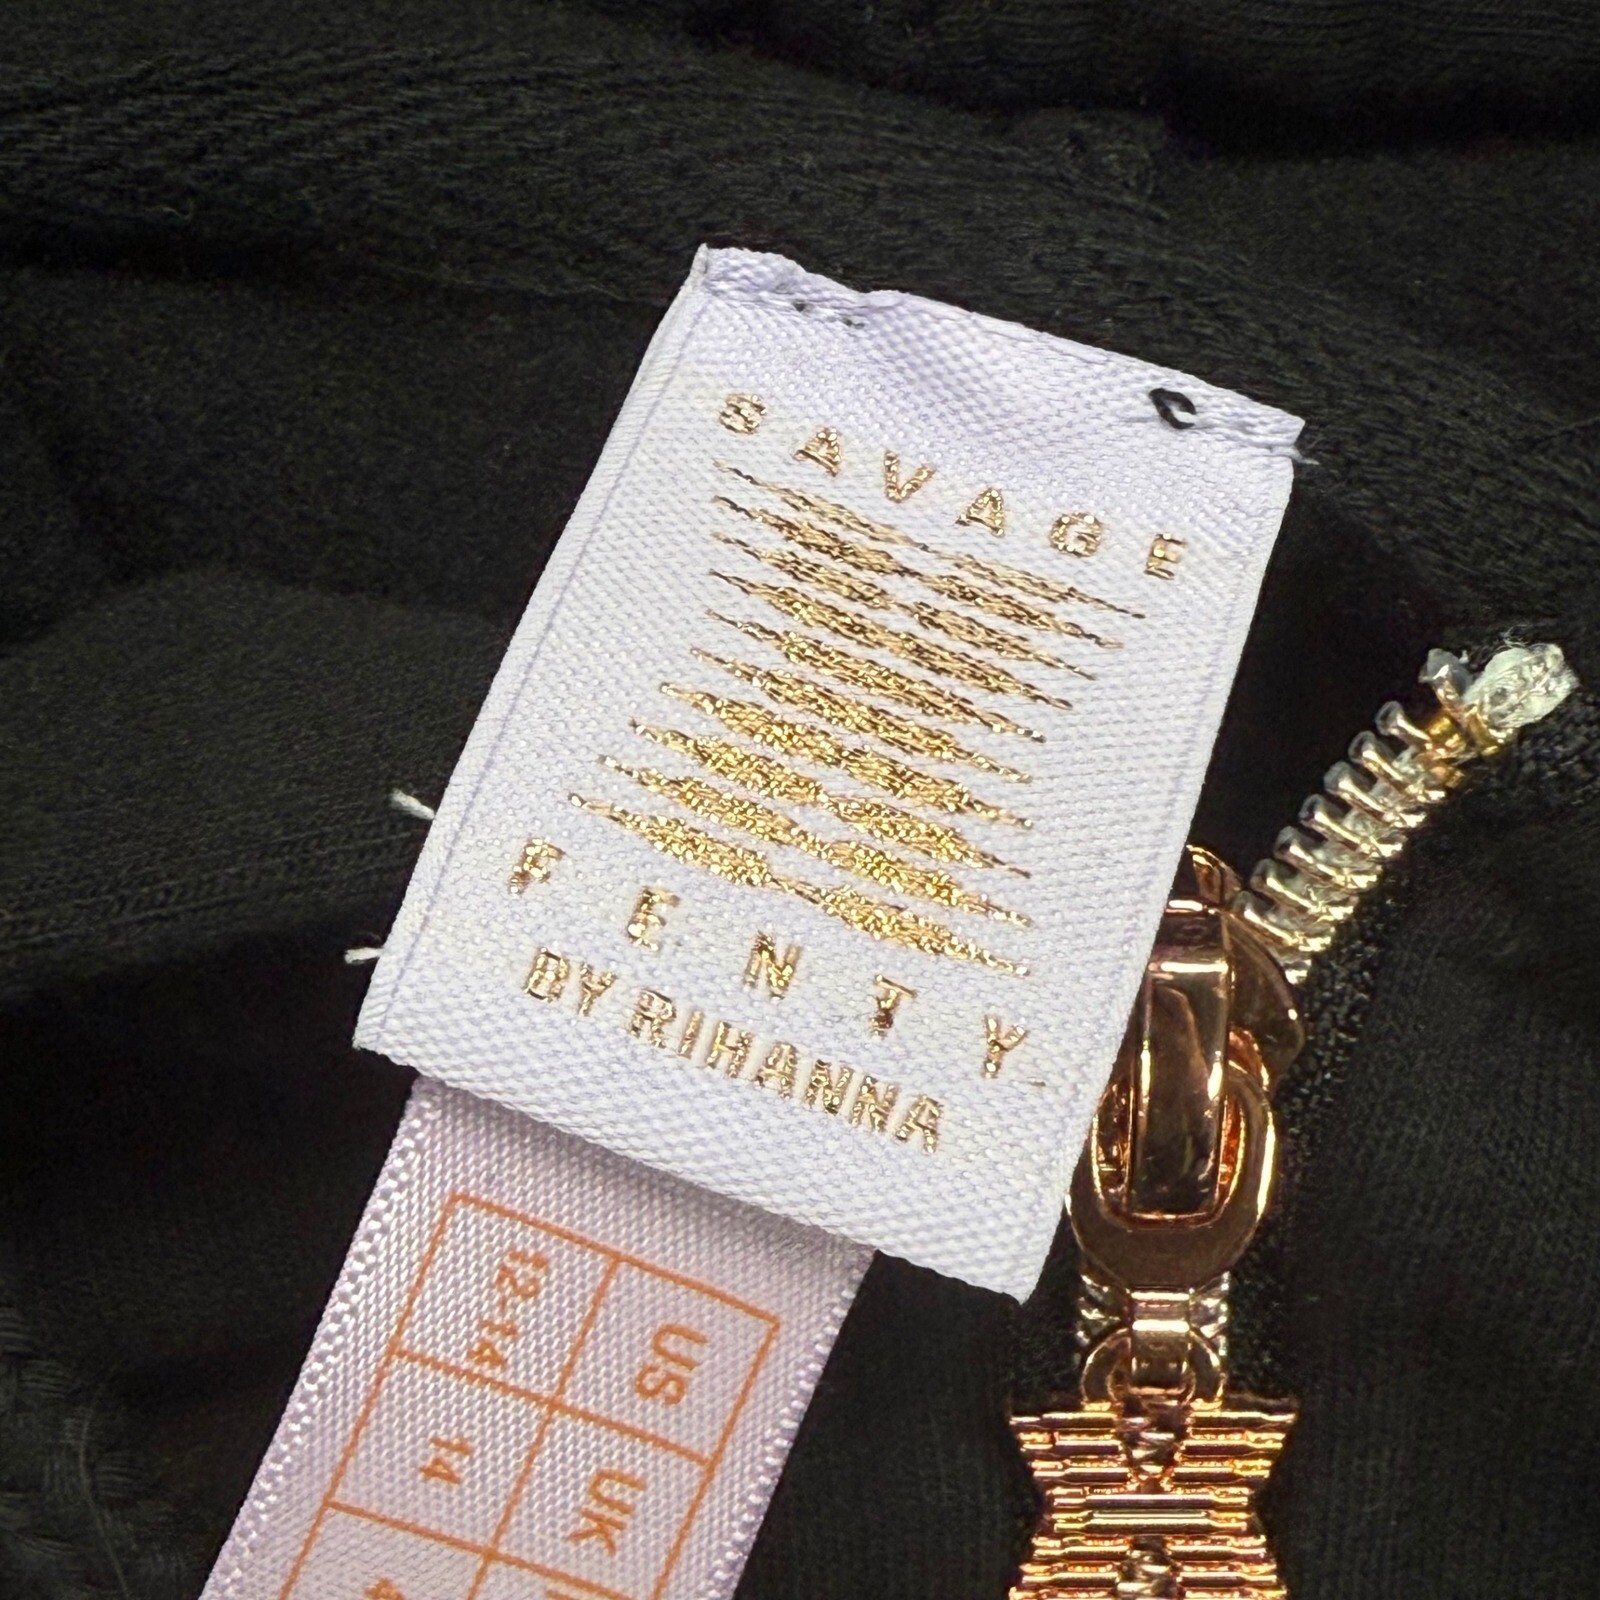 SAVAGE
FENTY
BY RIHANNA
US 12-14
UK 14